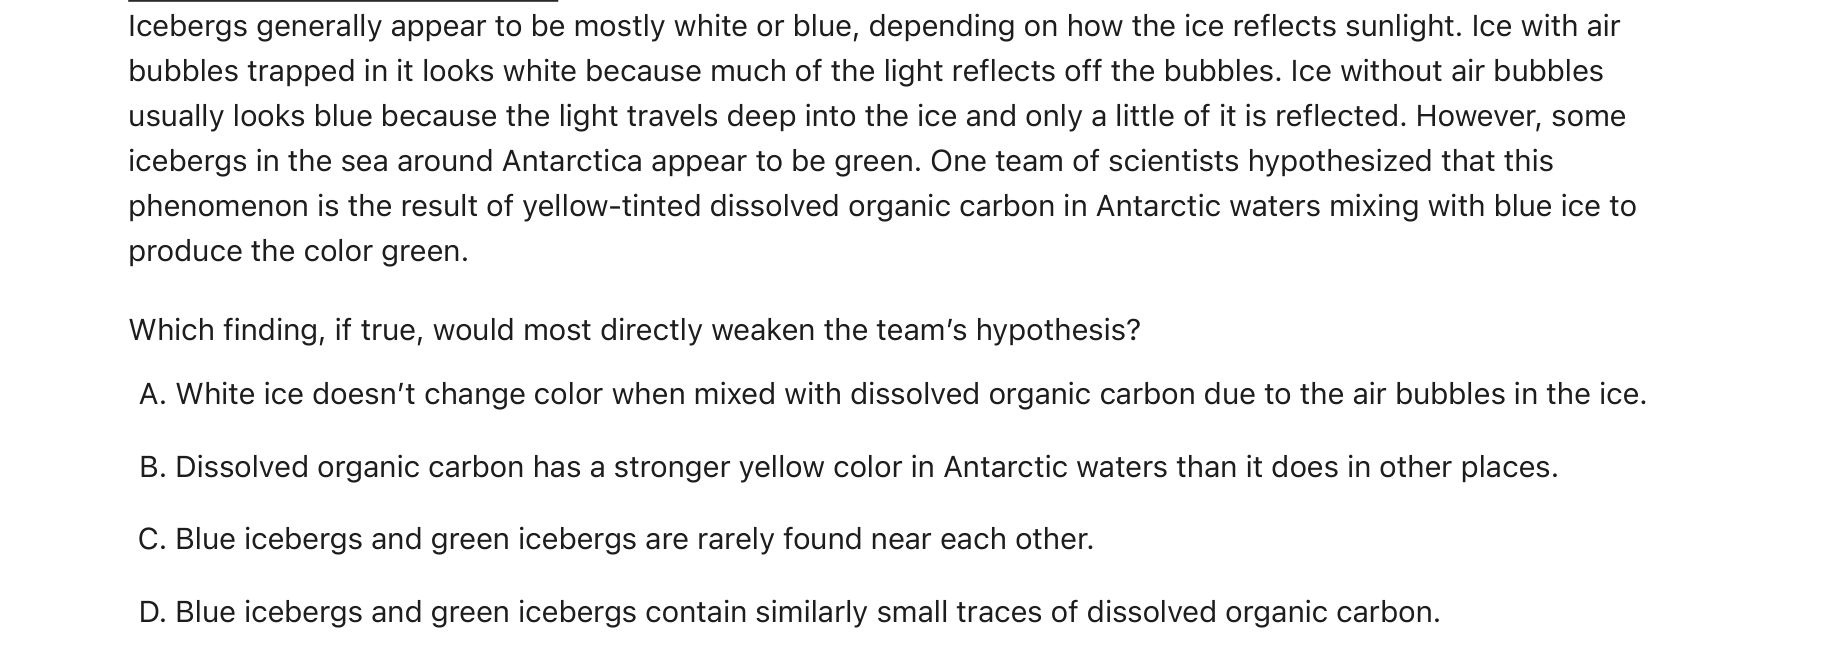 Icebergs generally appear to be mostly white or blue, depending on how the ice reflects sunlight. Ice with air
bubbles trapped in it looks white because much of the light reflects off the bubbles. Ice without air bubbles
usually looks blue because the light travels deep into the ice and only a little of it is reflected. However, some
icebergs in the sea around Antarctica appear to be green. One team of scientists hypothesized that this
phenomenon is the result of yellow-tinted dissolved organic carbon in Antarctic waters mixing with blue ice to
produce the color green.
Which finding, if true, would most directly weaken the team’s hypothesis?
A. White ice doesn’t change color when mixed with dissolved organic carbon due to the air bubbles in the ice.
B. Dissolved organic carbon has a stronger yellow color in Antarctic waters than it does in other places.
C. Blue icebergs and green icebergs are rarely found near each other.
D. Blue icebergs and green icebergs contain similarly small traces of dissolved organic carbon.